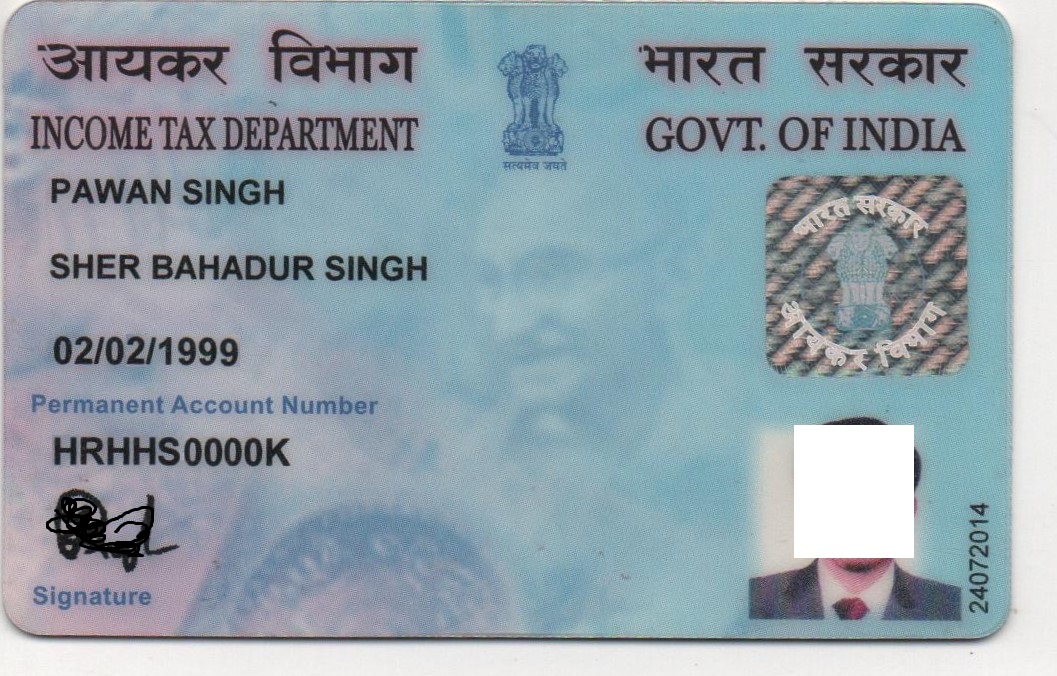 आयकर विभाग
भारत सरकार
INCOME TAX DEPARTMENT
GOVT. OF INDIA
सत्यमेव जयते
PAWAN SINGH
SHER BAHADUR SINGH
02/02/1999
Permanent Account Number
HRHHS0000K
Signature
भारत सरकार
आयकर विभाग
24072014